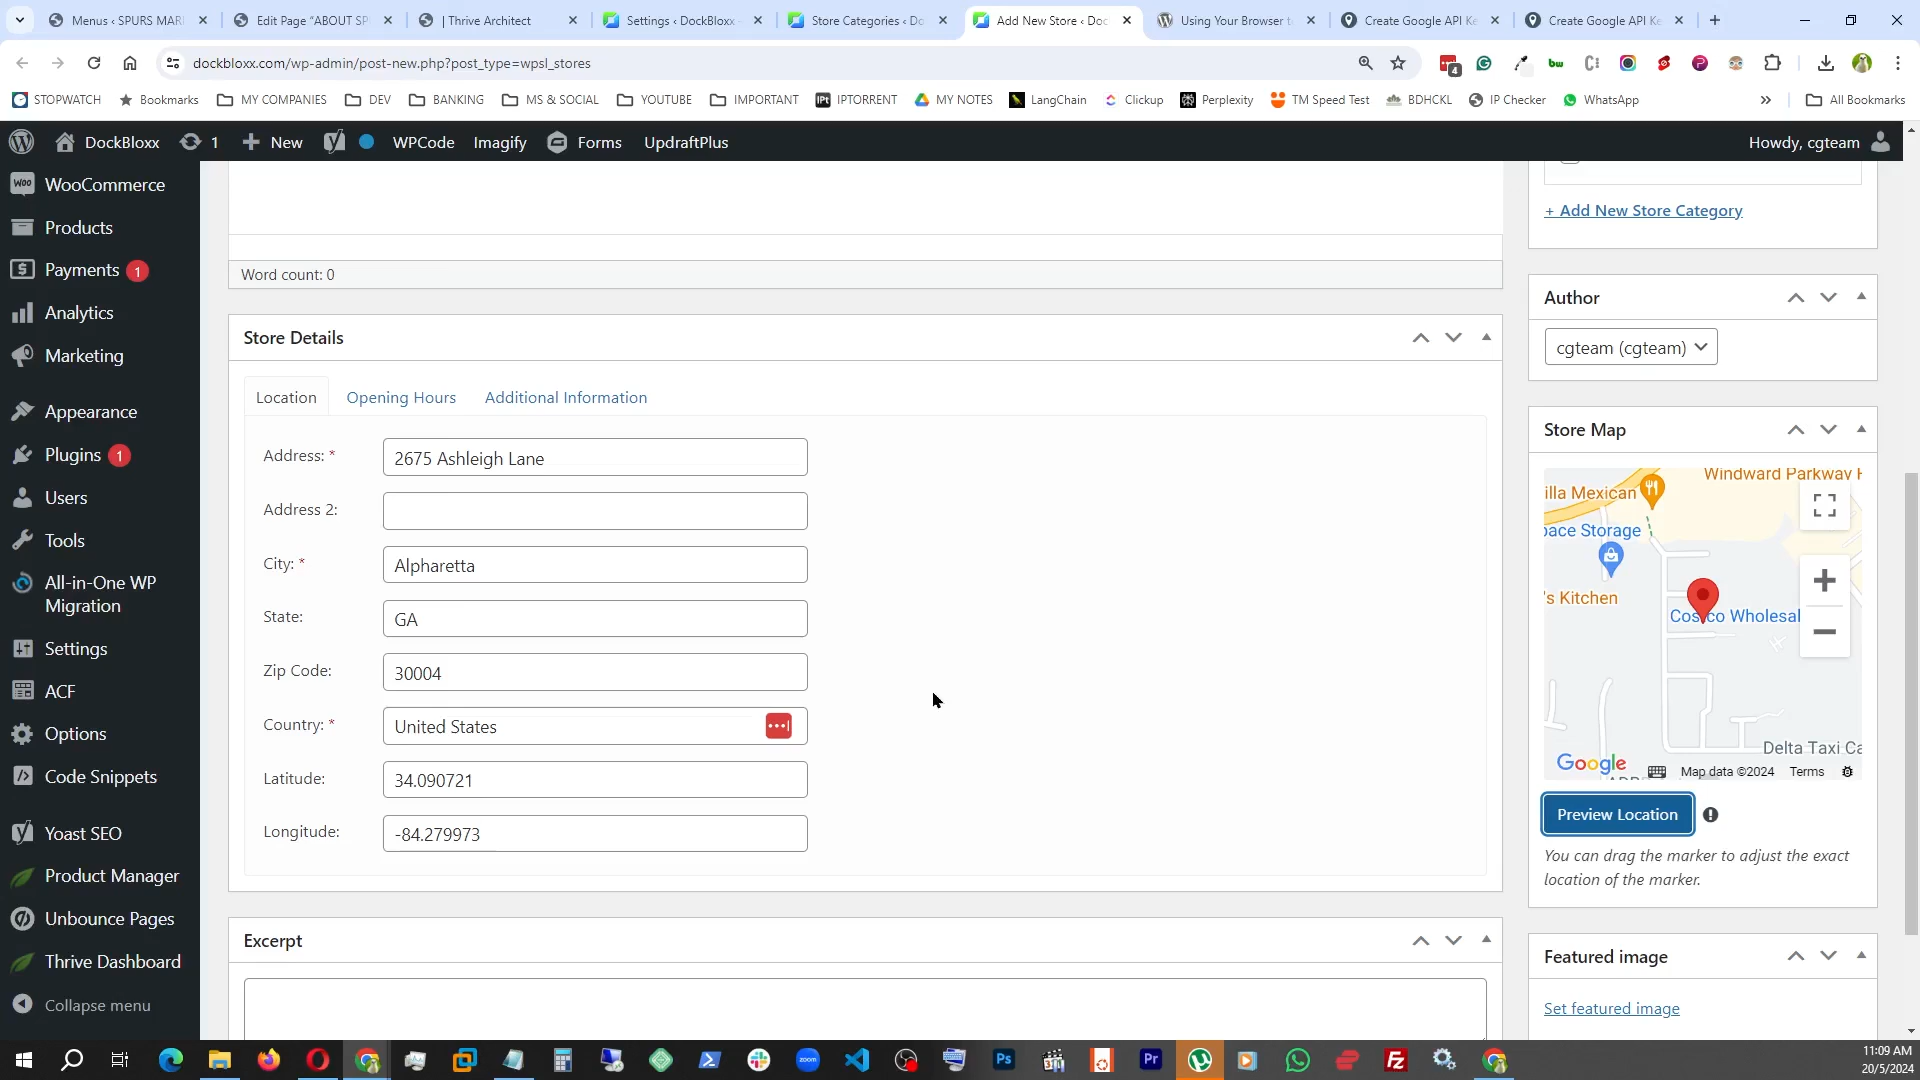 Menus ‹ SPURS MAR
Edit Page "ABOUT SP
| Thrive Architect
Settings ‹ DockBloxx
Store Categories ‹ Do
Add New Store ‹ Doc
Using Your Browser t
Create Google API Ke
Create Google API Ke
dockbloxx.com/wp-admin/post-new.php?post_type=wpsl_stores
4
STOPWATCH
Bookmarks
MY COMPANIES
DEV
BANKING
MS & SOCIAL
YOUTUBE
IMPORTANT
IPTORRENT
MY NOTES
LangChain
Clickup
Perplexity
TM Speed Test
BDHCKL
IP Checker
WhatsApp
All Bookmarks
DockBloxx
1
New
WPCode
Imagify
Forms
UpdraftPlus
Howdy, cgteam
WooCommerce
Products
Payments 1
Analytics
Marketing
Appearance
Plugins 1
Users
Tools
All-in-One WP
Migration
Settings
ACF
Options
Code Snippets
Yoast SEO
Product Manager
Unbounce Pages
Thrive Dashboard
Collapse menu
Word count: 0
Store Details
Location
Opening Hours
Additional Information
Address: *
2675 Ashleigh Lane
Address 2:
City: *
Alpharetta
State:
GA
Zip Code:
30004
Country: *
United States
Latitude:
34.090721
Longitude:
-84.279973
Excerpt
+ Add New Store Category
Author
cgteam (cgteam)
Store Map
Windward Parkway
illa Mexican
pace Storage
's Kitchen
Costco Wholesal
Delta Taxi Ca
Google
Map data ©2024
Terms
Preview Location
You can drag the marker to adjust the exact
location of the marker.
Featured image
Set featured image
11:09 AM
20/5/2024